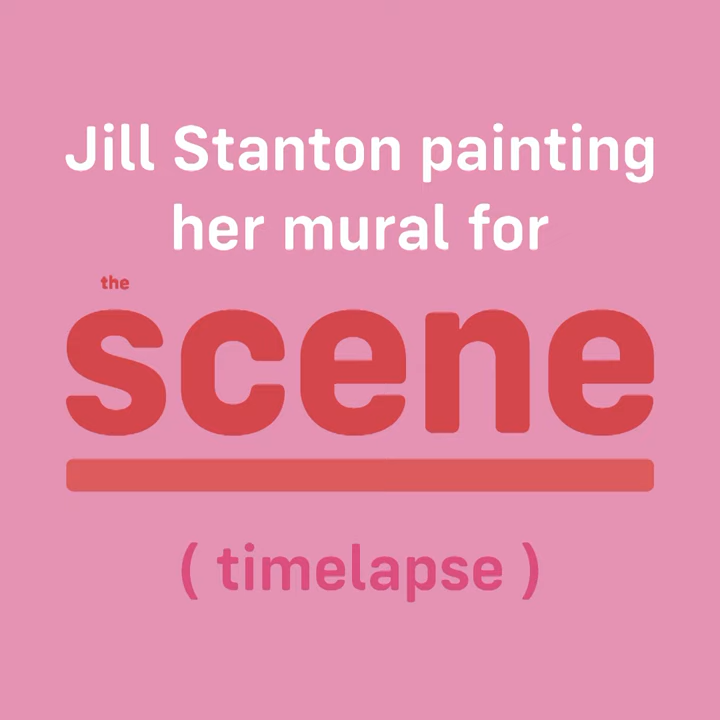 Jill Stanton painting
her mural for
the
scene
( timelapse )